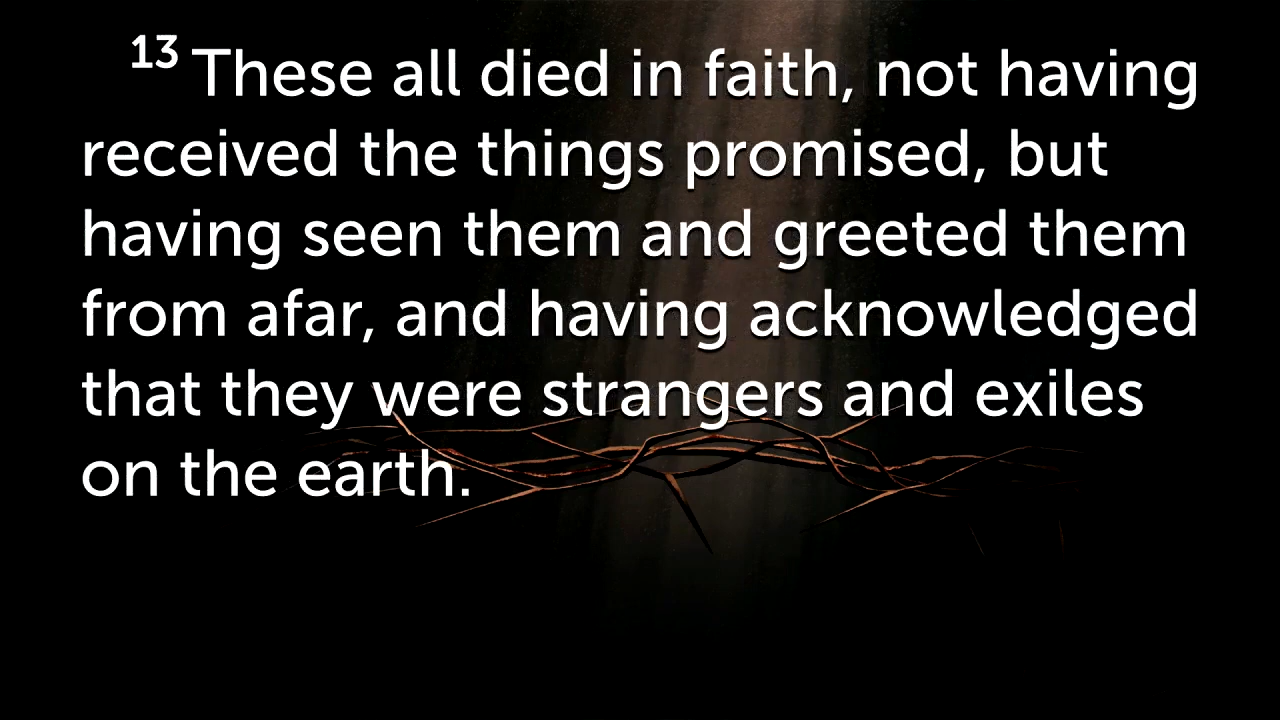 13 These all died in faith, not having
received the things promised, but
having seen them and greeted them
from afar, and having acknowledged
that they were strangers and exiles
on the earth.